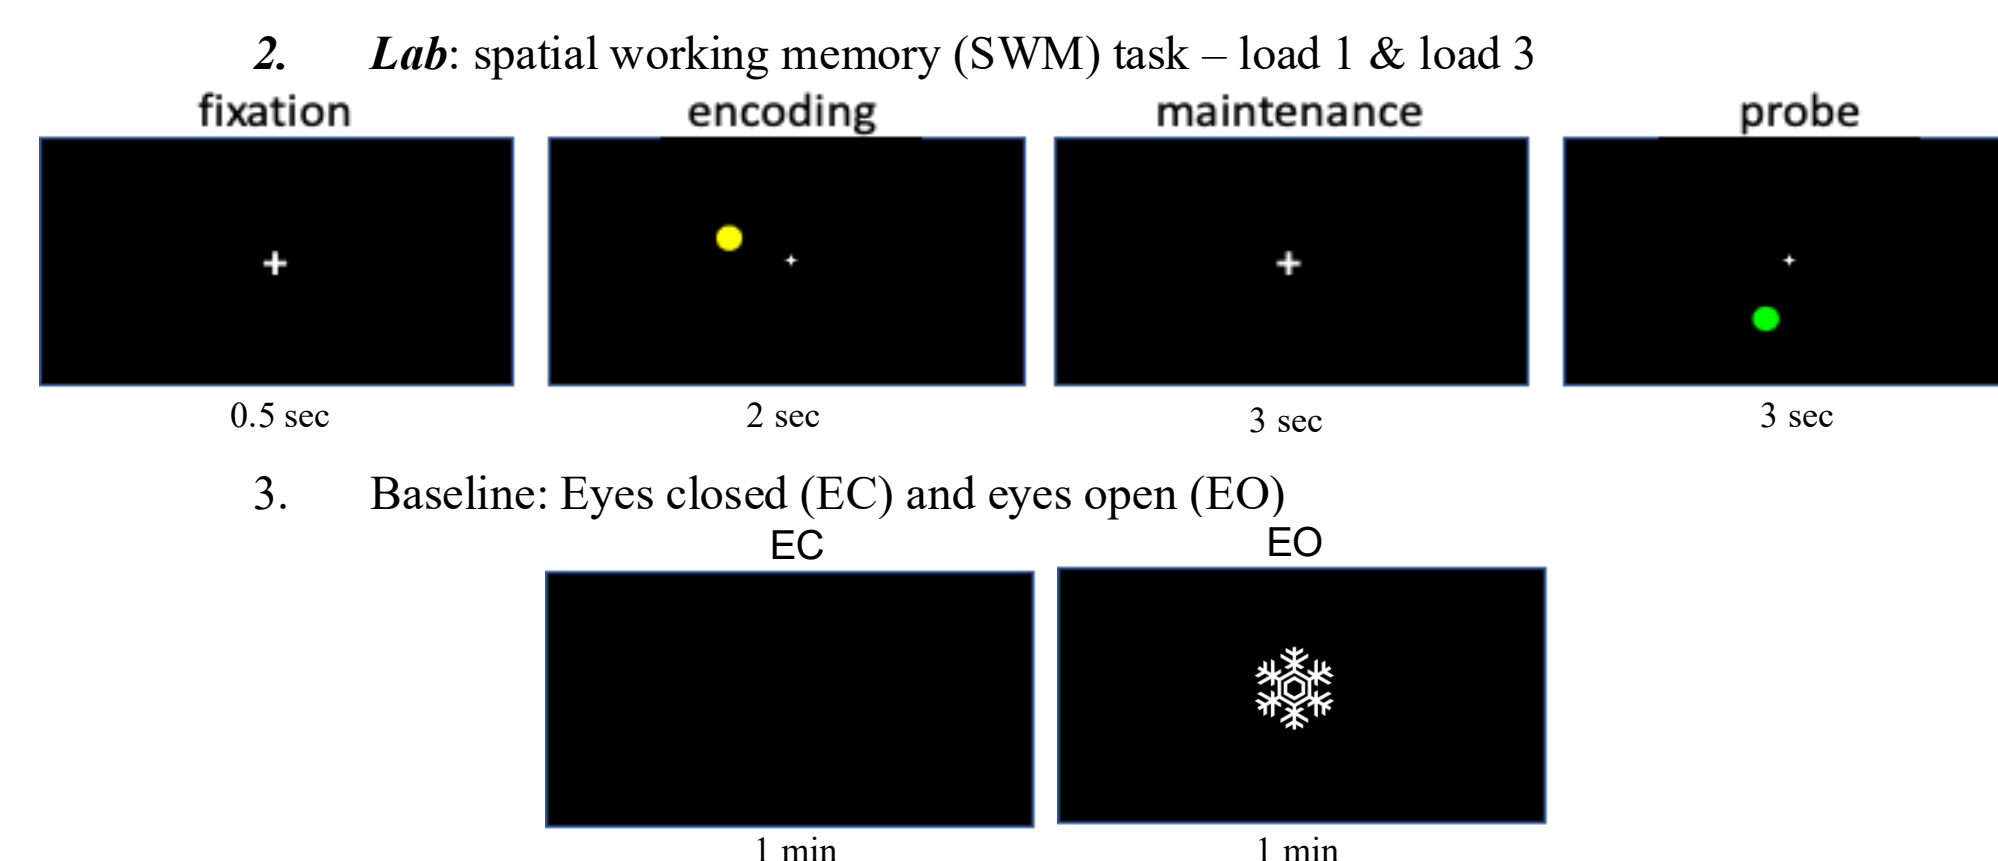 2. Lab: spatial working memory (SWM) task – load 1 & load 3
fixation encoding maintenance probe
0.5 sec 2 sec 3 sec 3 sec
3. Baseline: Eyes closed (EC) and eyes open (EO)
EC EO
1 min 1 min